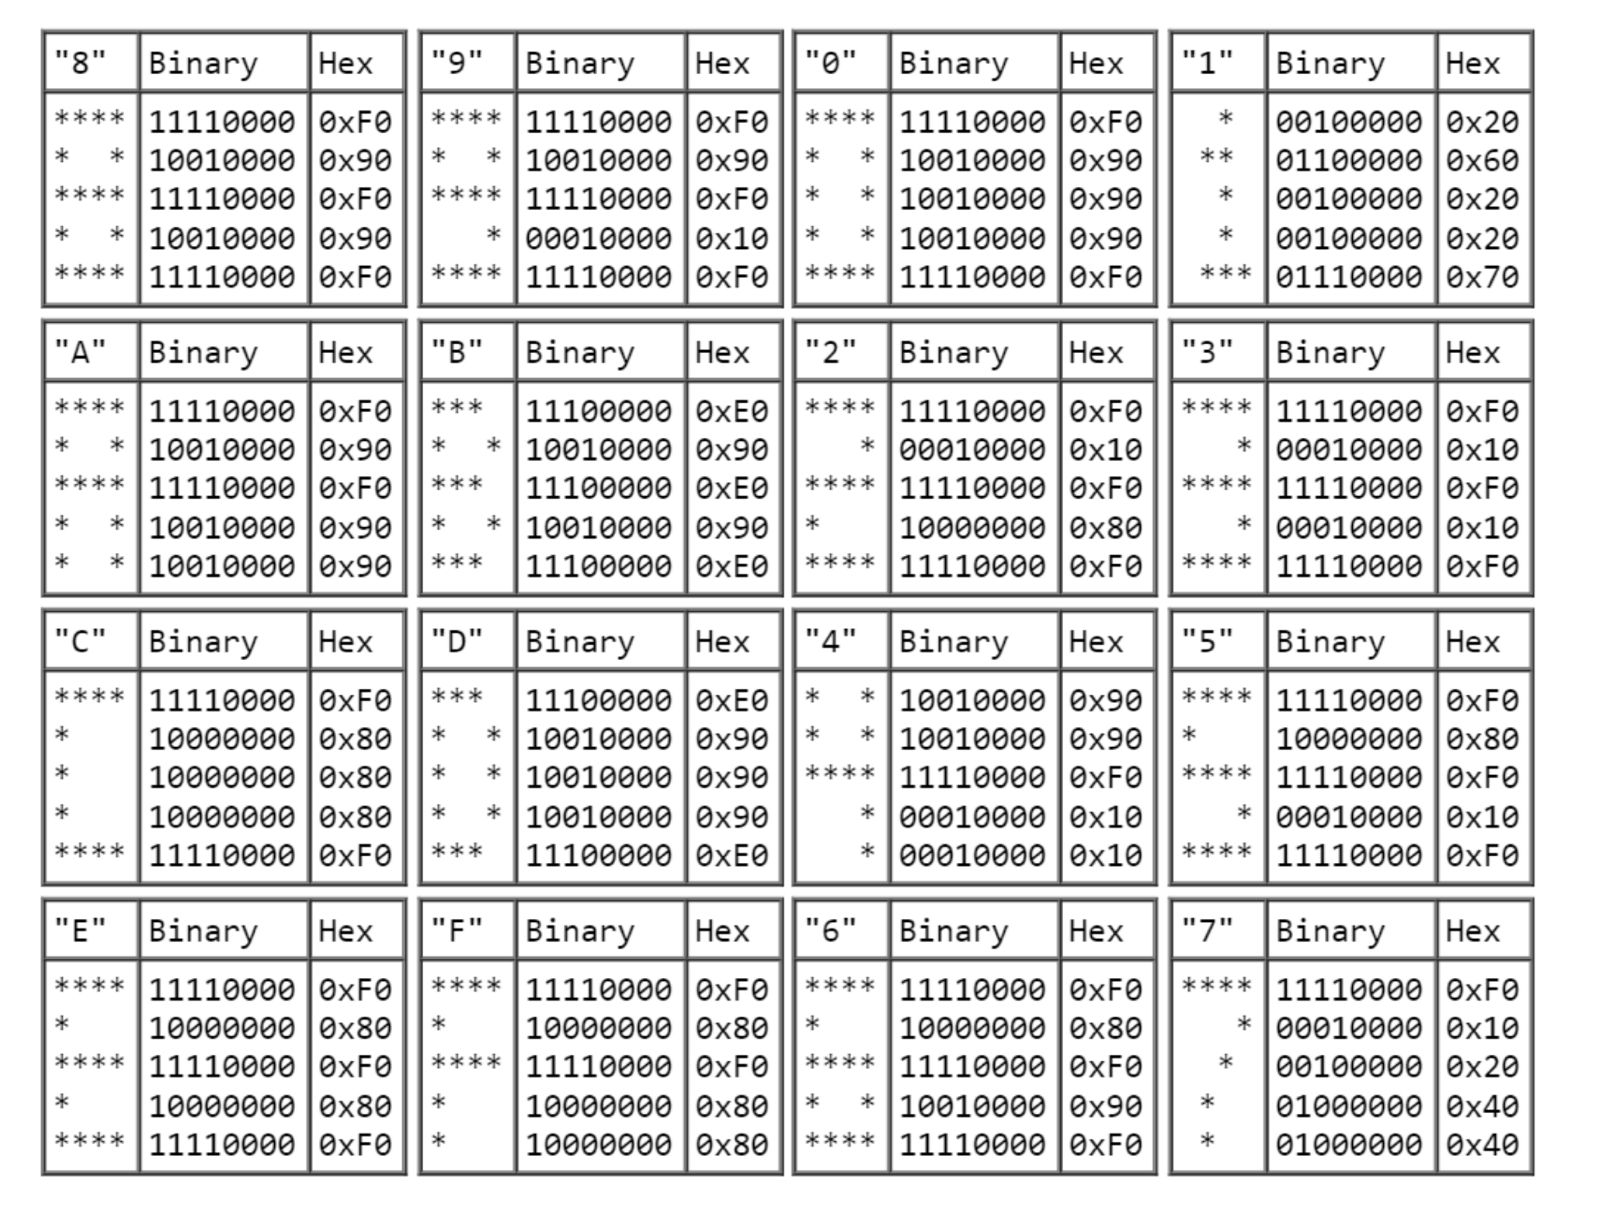 "8" Binary Hex "9" Binary Hex "0" Binary Hex "1" Binary Hex
**** 11110000 0xF0 **** 11110000 0xF0 **** 11110000 0xF0 * 00100000 0x20
* * 10010000 0x90 * * 10010000 0x90 * * 10010000 0x90 ** 01100000 0x60
**** 11110000 0xF0 **** 11110000 0xF0 * * 10010000 0x90 * 00100000 0x20
* * 10010000 0x90 * 00010000 0x10 * * 10010000 0x90 * 00100000 0x20
**** 11110000 0xF0 **** 11110000 0xF0 **** 11110000 0xF0 *** 01110000 0x70
"A" Binary Hex "B" Binary Hex "2" Binary Hex "3" Binary Hex
**** 11110000 0xF0 *** 11100000 0xE0 **** 11110000 0xF0 **** 11110000 0xF0
* * 10010000 0x90 * * 10010000 0x90 * 00010000 0x10 * 00010000 0x10
**** 11110000 0xF0 *** 11100000 0xE0 **** 11110000 0xF0 **** 11110000 0xF0
* * 10010000 0x90 * * 10010000 0x90 * 10000000 0x80 * 00010000 0x10
* * 10010000 0x90 *** 11100000 0xE0 **** 11110000 0xF0 **** 11110000 0xF0
"C" Binary Hex "D" Binary Hex "4" Binary Hex "5" Binary Hex
**** 11110000 0xF0 *** 11100000 0xE0 * * 10010000 0x90 **** 11110000 0xF0
* 10000000 0x80 * * 10010000 0x90 * * 10010000 0x90 * 10000000 0x80
* 10000000 0x80 * * 10010000 0x90 **** 11110000 0xF0 **** 11110000 0xF0
* 10000000 0x80 * * 10010000 0x90 * 00010000 0x10 * 00010000 0x10
**** 11110000 0xF0 *** 11100000 0xE0 * 00010000 0x10 **** 11110000 0xF0
"E" Binary Hex "F" Binary Hex "6" Binary Hex "7" Binary Hex
**** 11110000 0xF0 **** 11110000 0xF0 **** 11110000 0xF0 **** 11110000 0xF0
* 10000000 0x80 * 10000000 0x80 * 10000000 0x80 * 00010000 0x10
**** 11110000 0xF0 **** 11110000 0xF0 **** 11110000 0xF0 * 00100000 0x20
* 10000000 0x80 * 10000000 0x80 * * 10010000 0x90 * 01000000 0x40
**** 11110000 0xF0 * 10000000 0x80 **** 11110000 0xF0 * 01000000 0x40